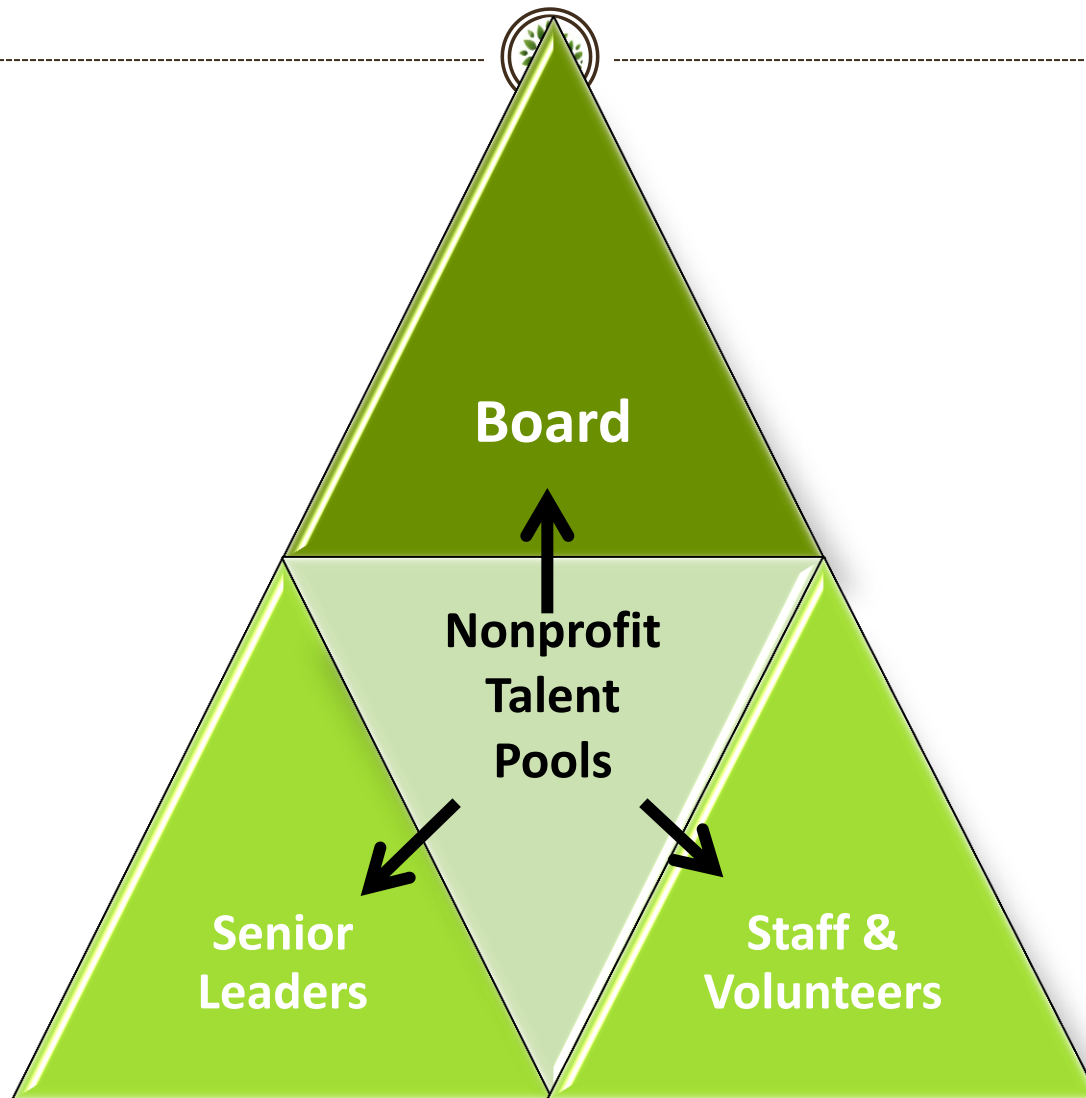 Board
Nonprofit
Talent
Pools
Senior
Leaders
Staff &
Volunteers